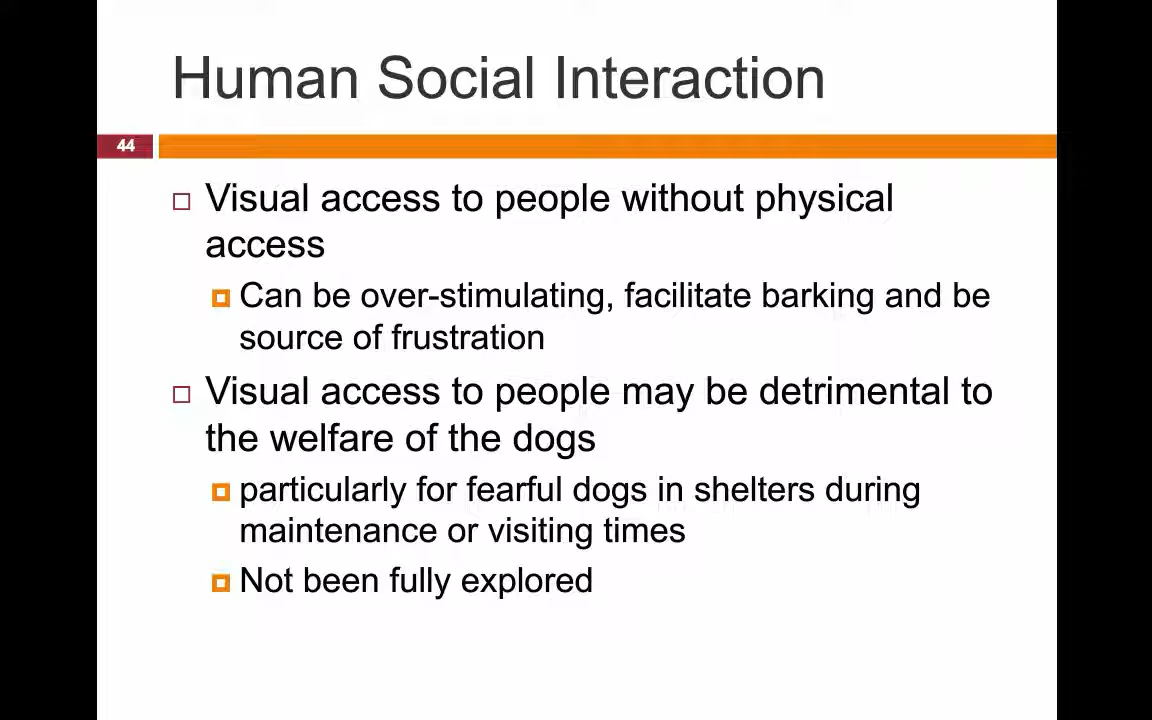 Human Social Interaction
44
Visual access to people without physical
access
Can be over-stimulating, facilitate barking and be
source of frustration
Visual access to people may be detrimental to
the welfare of the dogs
particularly for fearful dogs in shelters during
maintenance or visiting times
Not been fully explored